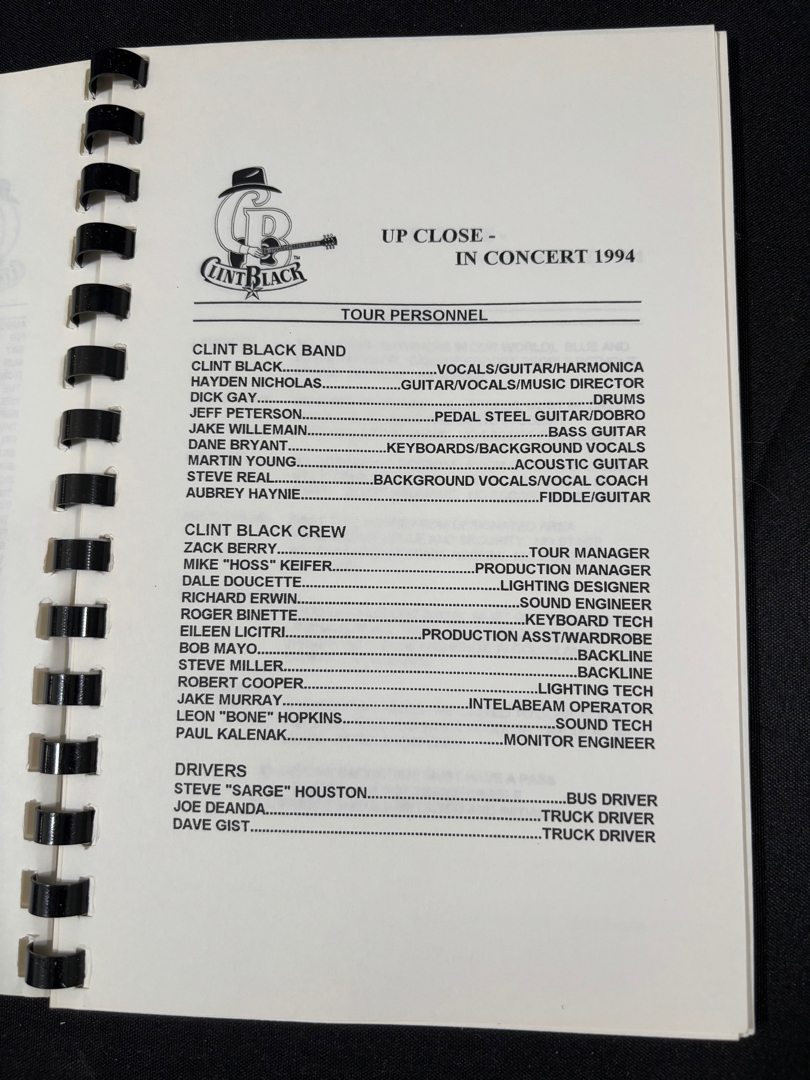 CB
CLINT BLACK™
UP CLOSE -
IN CONCERT 1994
TOUR PERSONNEL
CLINT BLACK BAND
CLINT BLACK........................................VOCALS/GUITAR/HARMONICA
HAYDEN NICHOLAS....................GUITAR/VOCALS/MUSIC DIRECTOR
DICK GAY....................................................................................DRUMS
JEFF PETERSON.................................PEDAL STEEL GUITAR/DOBRO
JAKE WILLEMAIN............................................................BASS GUITAR
DANE BRYANT.........................KEYBOARDS/BACKGROUND VOCALS
MARTIN YOUNG.......................................................ACOUSTIC GUITAR
STEVE REAL.........................BACKGROUND VOCALS/VOCAL COACH
AUBREY HAYNIE............................................................FIDDLE/GUITAR
CLINT BLACK CREW
ZACK BERRY...............................................................TOUR MANAGER
MIKE "HOSS" KEIFER....................................PRODUCTION MANAGER
DALE DOUCETTE..................................................LIGHTING DESIGNER
RICHARD ERWIN........................................................SOUND ENGINEER
ROGER BINETTE.........................................................KEYBOARD TECH
EILEEN LICITRI..................................PRODUCTION ASST/WARDROBE
BOB MAYO................................................................................BACKLINE
STEVE MILLER..........................................................................BACKLINE
ROBERT COOPER..........................................................LIGHTING TECH
JAKE MURRAY..............................................INTELABEAM OPERATOR
LEON "BONE" HOPKINS.....................................................SOUND TECH
PAUL KALENAK......................................................MONITOR ENGINEER
DRIVERS
STEVE "SARGE" HOUSTON..................................................BUS DRIVER
JOE DEANDA....................................................................TRUCK DRIVER
DAVE GIST.......................................................................TRUCK DRIVER